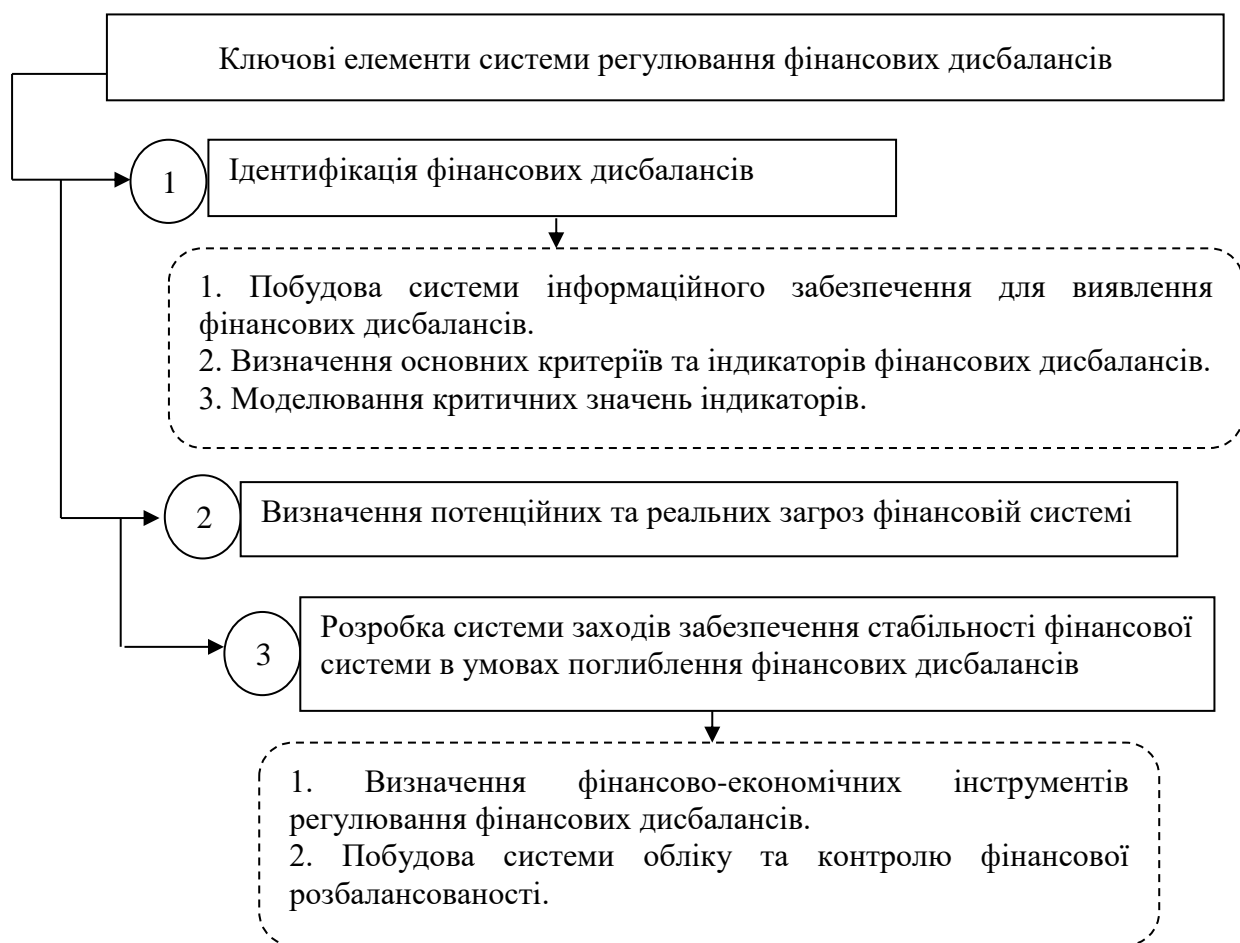 Ключові елементи системи регулювання фінансових дисбалансів
1
Ідентифікація фінансових дисбалансів
1. Побудова системи інформаційного забезпечення для виявлення
фінансових дисбалансів.
2. Визначення основних критеріїв та індикаторів фінансових дисбалансів.
3. Моделювання критичних значень індикаторів.
2
Визначення потенційних та реальних загроз фінансовій системі
3
Розробка системи заходів забезпечення стабільності фінансової
системи в умовах поглиблення фінансових дисбалансів
1. Визначення фінансово-економічних інструментів
регулювання фінансових дисбалансів.
2. Побудова системи обліку та контролю фінансової
розбалансованості.